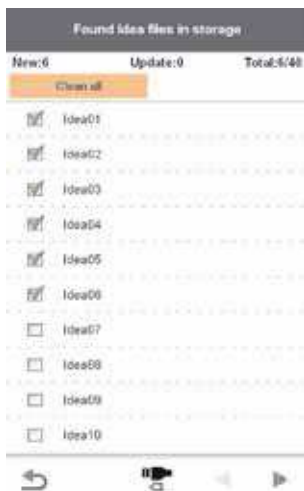 Found Idea files in storage
New:6 Update:0 Total:6/40
Clean all
Idea01
Idea02
Idea03
Idea04
Idea05
Idea06
Idea07
Idea08
Idea09
Idea10